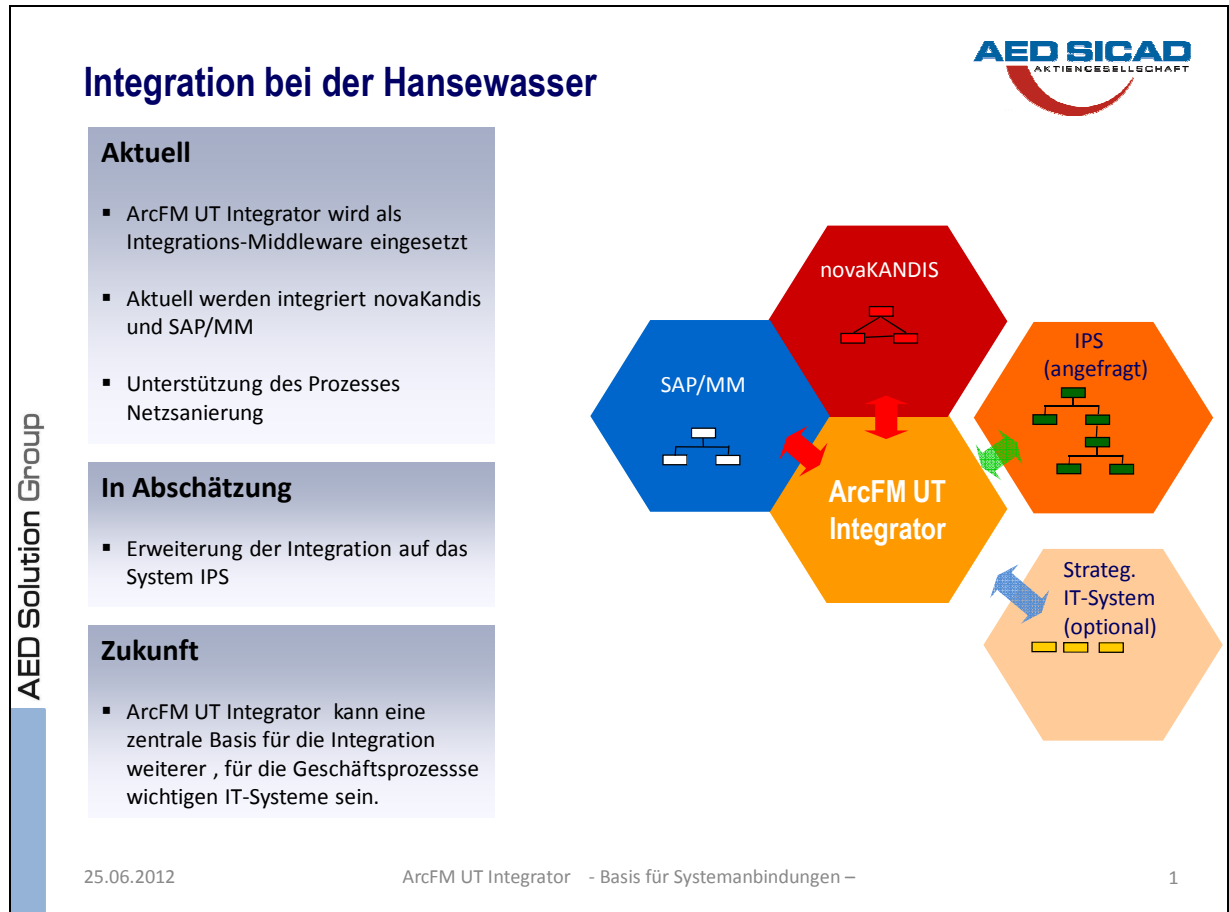 AED SICAD
AKTIENGESELLSCHAFT
Integration bei der Hansewasser
Aktuell
▪ ArcFM UT Integrator wird als
Integrations-Middleware eingesetzt
▪ Aktuell werden integriert novaKandis
und SAP/MM
▪ Unterstützung des Prozesses
Netzsanierung
In Abschätzung
▪ Erweiterung der Integration auf das
System IPS
Zukunft
▪ ArcFM UT Integrator kann eine
zentrale Basis für die Integration
weiterer , für die Geschäftsprozessse
wichtigen IT-Systeme sein.
novaKANDIS
SAP/MM
IPS
(angefragt)
ArcFM UT
Integrator
Strateg.
IT-System
(optional)
AED Solution Group
25.06.2012
ArcFM UT Integrator - Basis für Systemanbindungen –
1